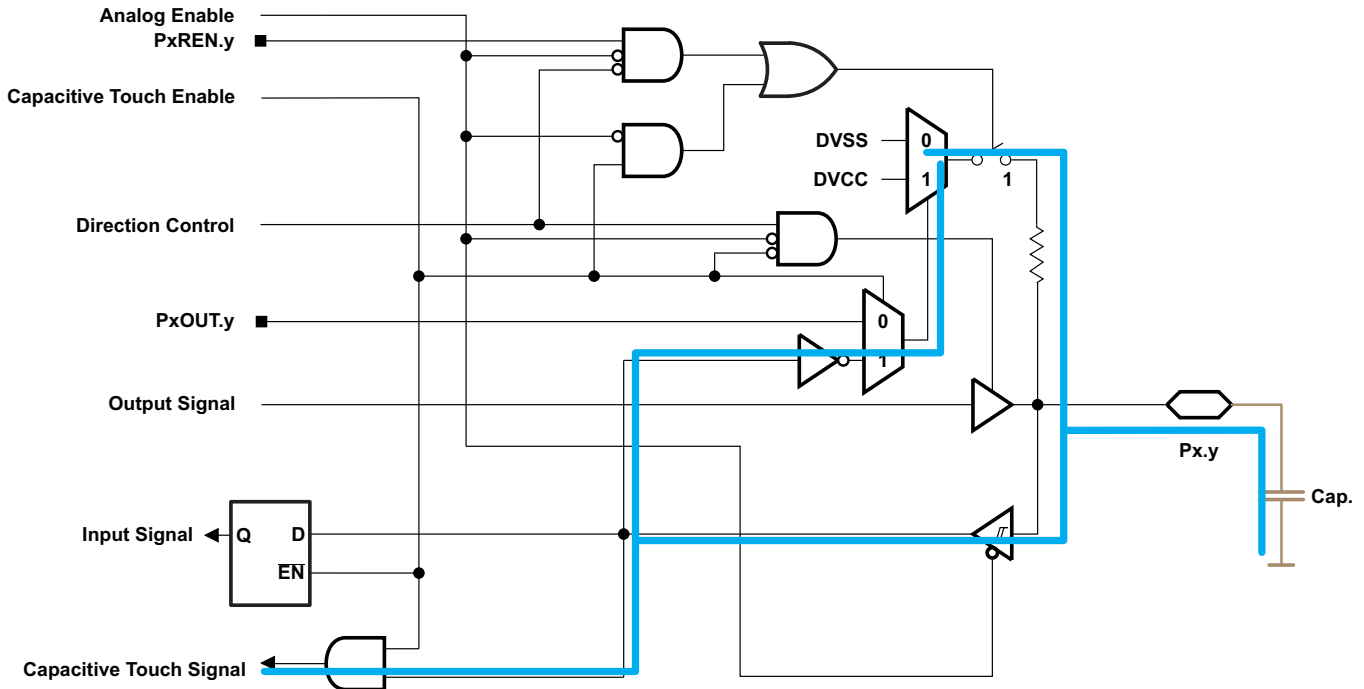 Analog Enable
PxREN.y
Capacitive Touch Enable
DVSS
0
DVCC
1
1
Direction Control
PxOUT.y
0
1
Output Signal
Px.y
Cap.
Input Signal
Q
D
EN
Capacitive Touch Signal